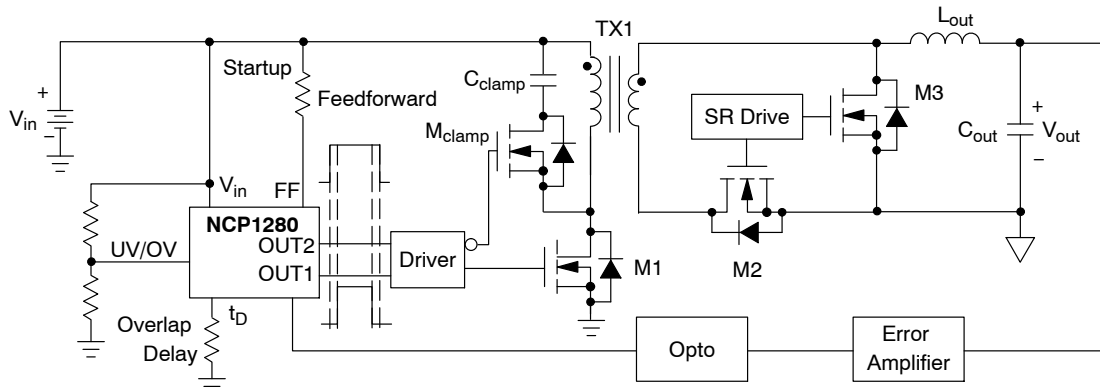 TX1
L_out
Startup
C_clamp
Feedforward
M3
+
V_in
−
M_clamp
SR Drive
C_out
+
V_out
−
V_in
FF
NCP1280
UV/OV
OUT2
OUT1
Driver
M1
M2
t_D
Overlap
Delay
Opto
Error
Amplifier